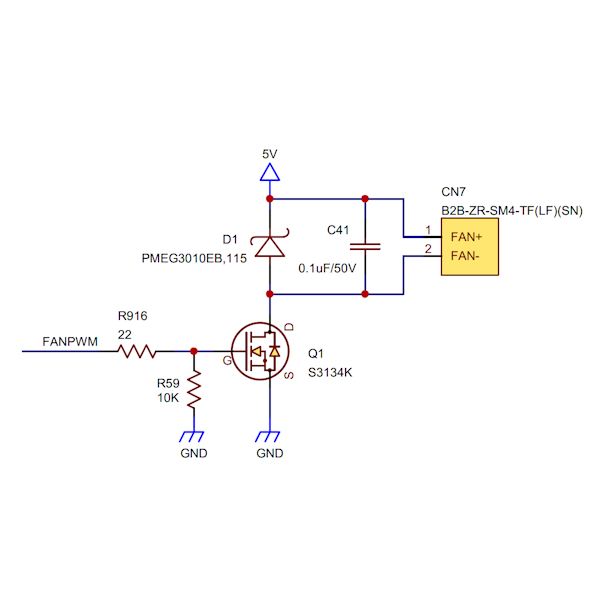 5V
CN7
B2B-ZR-SM4-TF(LF)(SN)
C41
1
FAN+
D1
2
FAN-
PMEG3010EB,115
0.1uF/50V
R916
22
D
FANPWM
G
Q1
S3134K
S
R59
10K
GND
GND